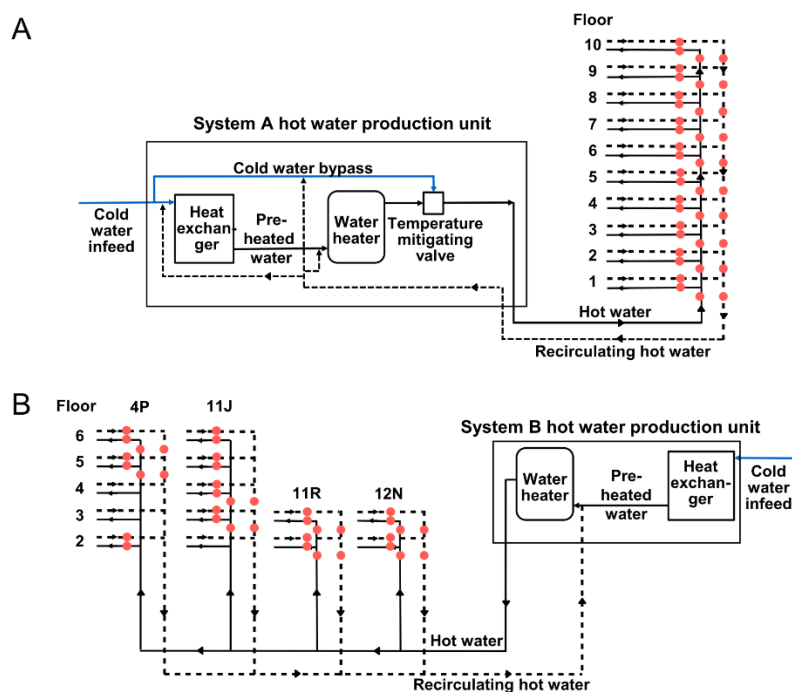 A
Floor
10
9
8
7
6
5
4
3
2
1
System A hot water production unit
Cold water bypass
Cold
water
infeed
Heat
exchan-
ger
Pre-
heated
water
Water
heater
Temperature
mitigating
valve
Hot water
Recirculating hot water
B
Floor
4P
11J
6
5
4
3
2
11R
12N
System B hot water production unit
Water
heater
Pre-
heated
water
Heat
exchan-
ger
Cold
water
infeed
Hot water
Recirculating hot water